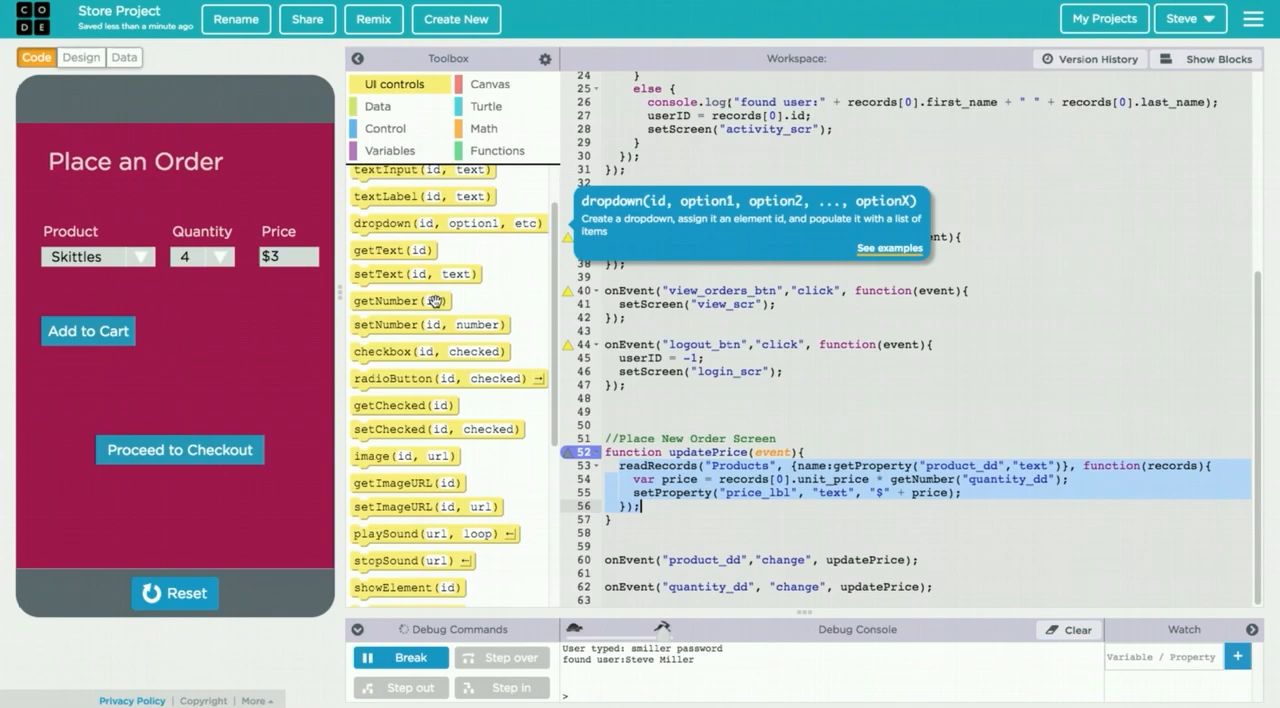 C O
D E
Store Project
Saved less than a minute ago
Rename
Share
Remix
Create New
My Projects
Steve
Code
Design
Data
Toolbox
Workspace:
Version History
Show Blocks
Place an Order
Product
Quantity
Price
Skittles
4
$3
Add to Cart
Proceed to Checkout
Reset
Privacy Policy | Copyright | More
UI controls
Canvas
Data
Turtle
Control
Math
Variables
Functions
textInput(id, text)
textLabel(id, text)
dropdown(id, option1, etc)
getText(id)
setText(id, text)
getNumber(
setNumber(id, number)
checkbox(id, checked)
radioButton(id, checked)
getChecked(id)
setChecked(id, checked)
image(id, url)
getImageURL(id)
setImageURL(id, url)
playSound(url, loop)
stopSound(url)
showElement(id)
dropdown(id, option1, option2, ..., optionX)
Create a dropdown, assign it an element id, and populate it with a list of
items
See examples
24 }
25 else {
26 console.log("found user:" + records[0].first_name + " " + records[0].last_name);
27 userID = records[0].id;
28 setScreen("activity_scr");
29 }
30 });
31 });
32
ent){
38 });
39
40 onEvent("view_orders_btn","click", function(event){
41 setScreen("view_scr");
42 });
43
44 onEvent("logout_btn","click", function(event){
45 userID = -1;
46 setScreen("login_scr");
47 });
48
49
50
51 //Place New Order Screen
52 function updatePrice(event){
53 readRecords("Products", {name:getProperty("product_dd","text")}, function(records){
54 var price = records[0].unit_price * getNumber("quantity_dd");
55 setProperty("price_lbl", "text", "$" + price);
56 });
57 }
58
59
60 onEvent("product_dd","change", updatePrice);
61
62 onEvent("quantity_dd", "change", updatePrice);
63
Debug Commands
Debug Console
Clear
Watch
Break
Step over
Step out
Step in
User typed: smiller password
found user:Steve Miller
>
Variable / Property
+